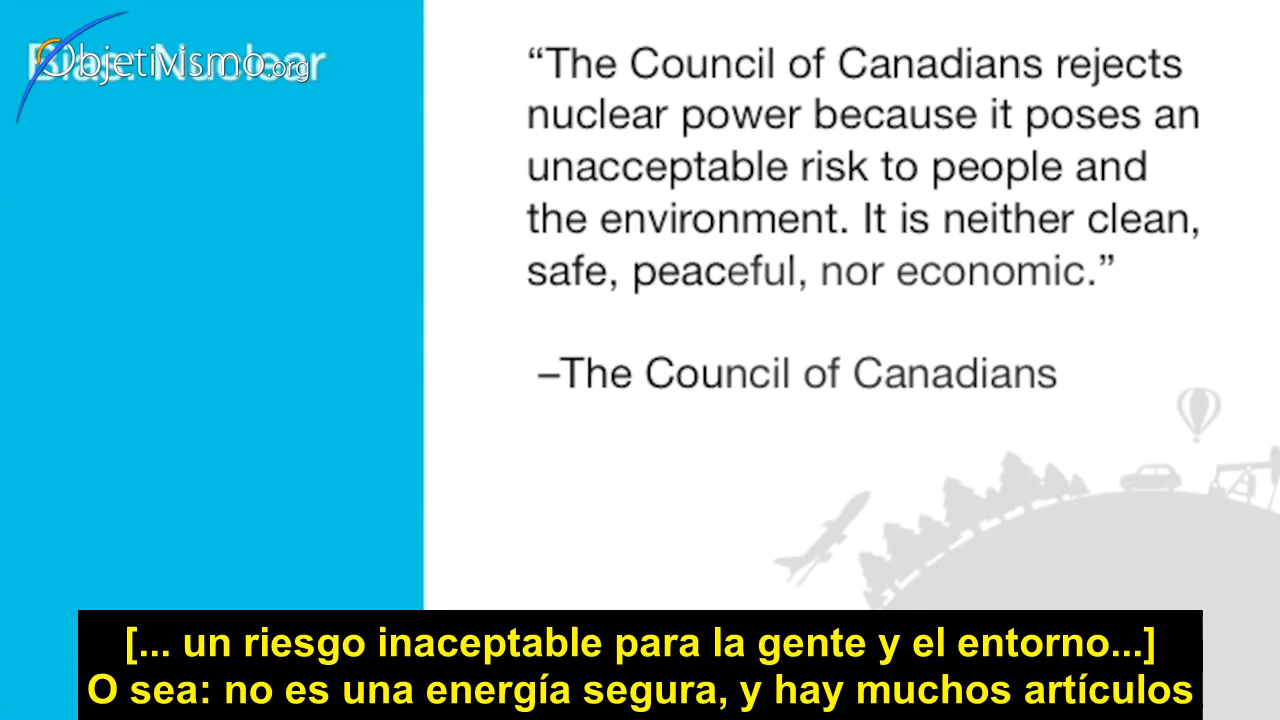 ObjetiVismo.org
“The Council of Canadians rejects
nuclear power because it poses an
unacceptable risk to people and
the environment. It is neither clean,
safe, peaceful, nor economic.”
–The Council of Canadians
[... un riesgo inaceptable para la gente y el entorno...]
O sea: no es una energía segura, y hay muchos artículos